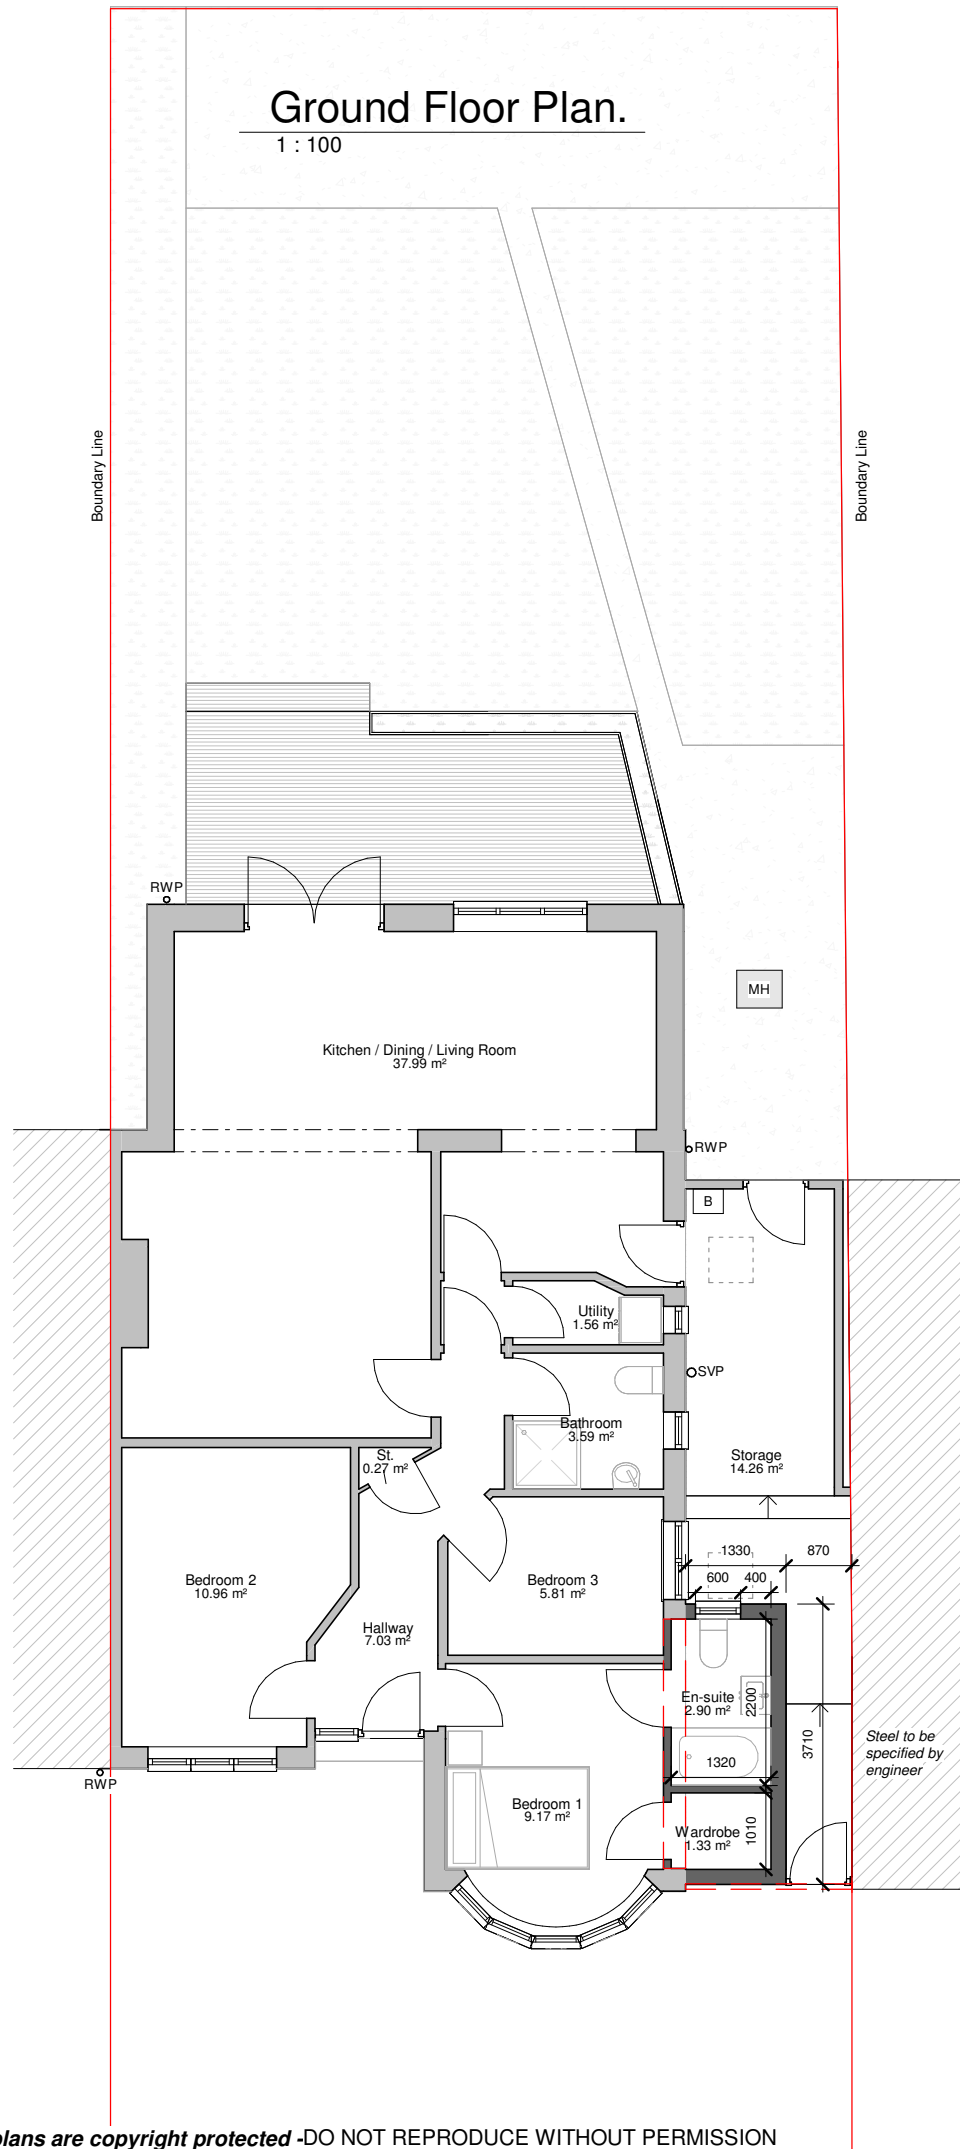 Ground Floor Plan.
1 : 100
Boundary Line
Boundary Line
RWP
MH
Kitchen / Dining / Living Room
37.99 m²
RWP
B
Utility
1.56 m²
SVP
Bathroom
3.59 m²
St.
0.27 m²
Storage
14.26 m²
1330
870
600
400
Bedroom 2
10.96 m²
Bedroom 3
5.81 m²
Hallway
7.03 m²
En-suite
2.90 m²
2200
3710
Steel to be
specified by
engineer
1320
RWP
Bedroom 1
9.17 m²
Wardrobe
1.33 m²
1010
plans are copyright protected -DO NOT REPRODUCE WITHOUT PERMISSION